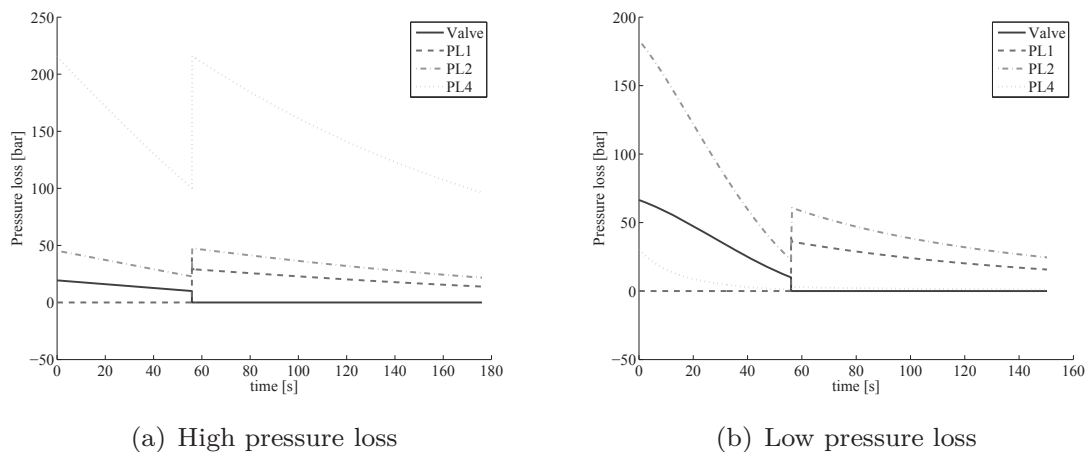 250
200
150
100
50
0
−50
Pressure loss [bar]
0 20 40 60 80 100 120 140 160 180
time [s]
Valve
PL1
PL2
PL4
(a) High pressure loss
200
150
100
50
0
−50
Pressure loss [bar]
0 20 40 60 80 100 120 140 160
time [s]
Valve
PL1
PL2
PL4
(b) Low pressure loss